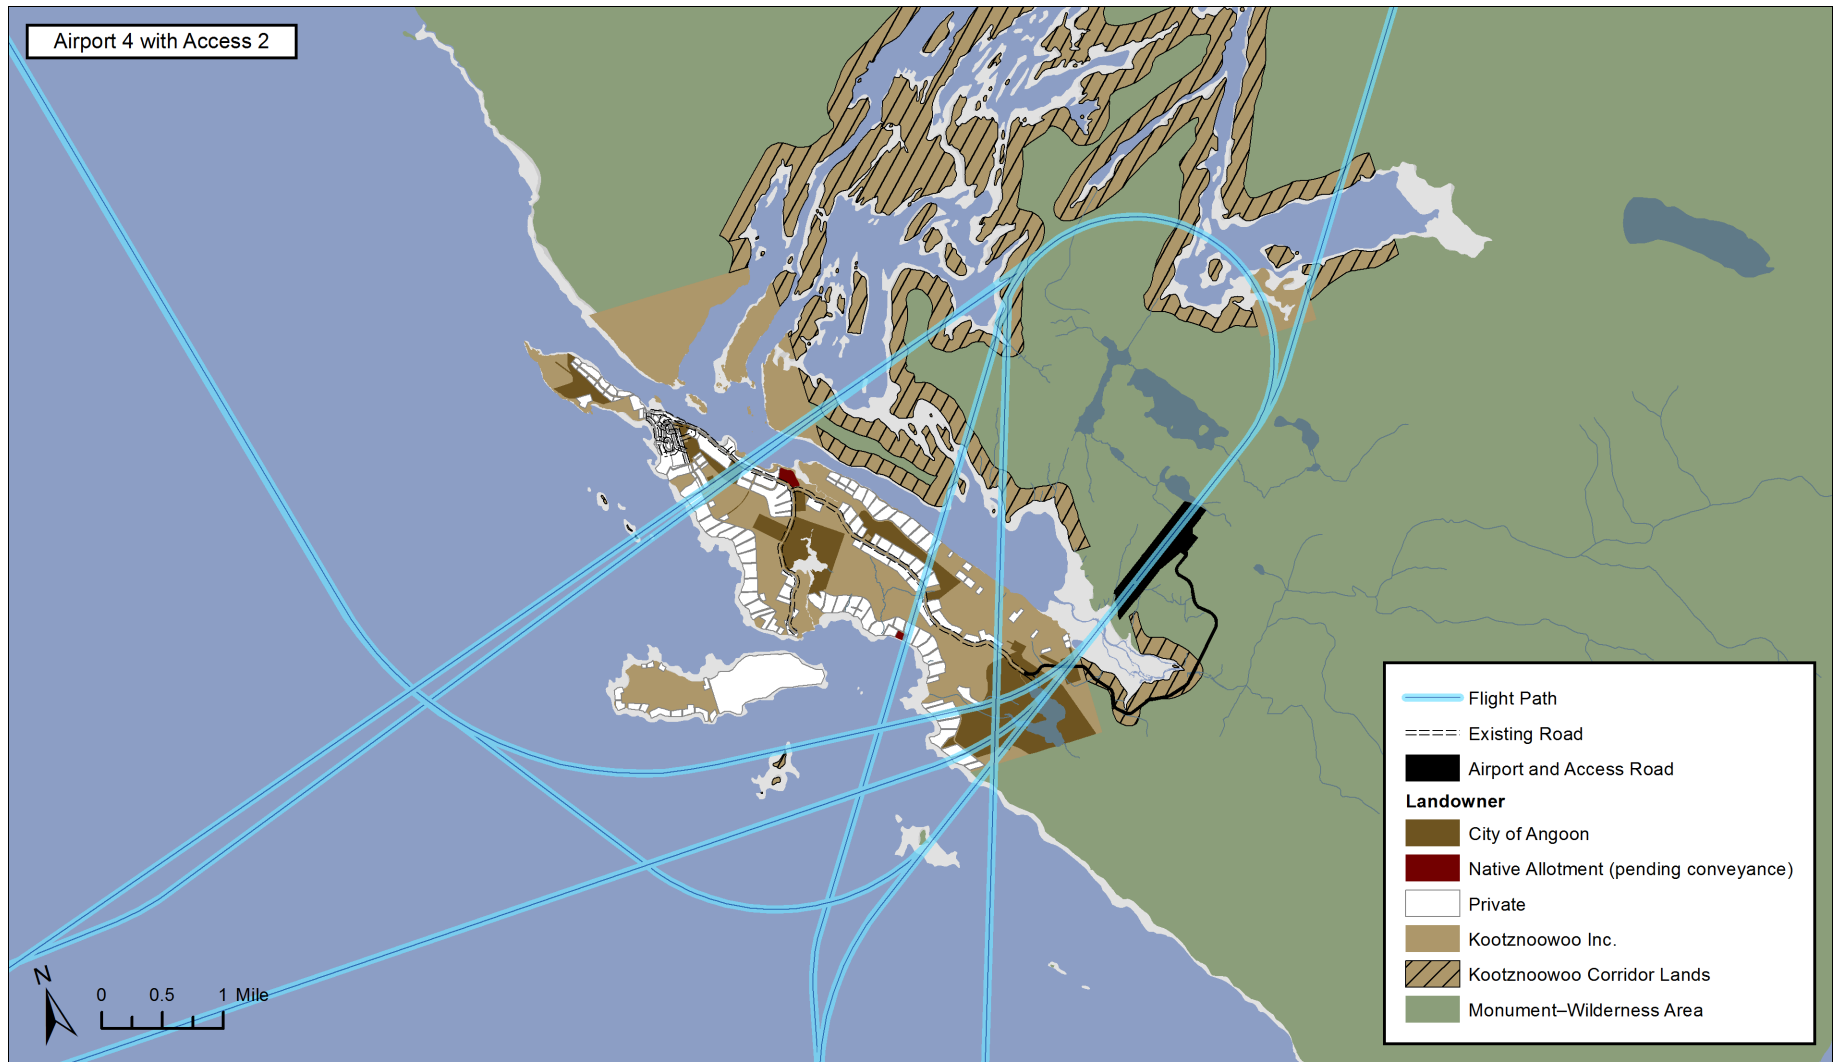 Airport 4 with Access 2
Flight Path
Existing Road
Airport and Access Road
Landowner
City of Angoon
Native Allotment (pending conveyance)
Private
Kootznoowoo Inc.
Kootznoowoo Corridor Lands
Monument–Wilderness Area
N
0 0.5 1 Mile